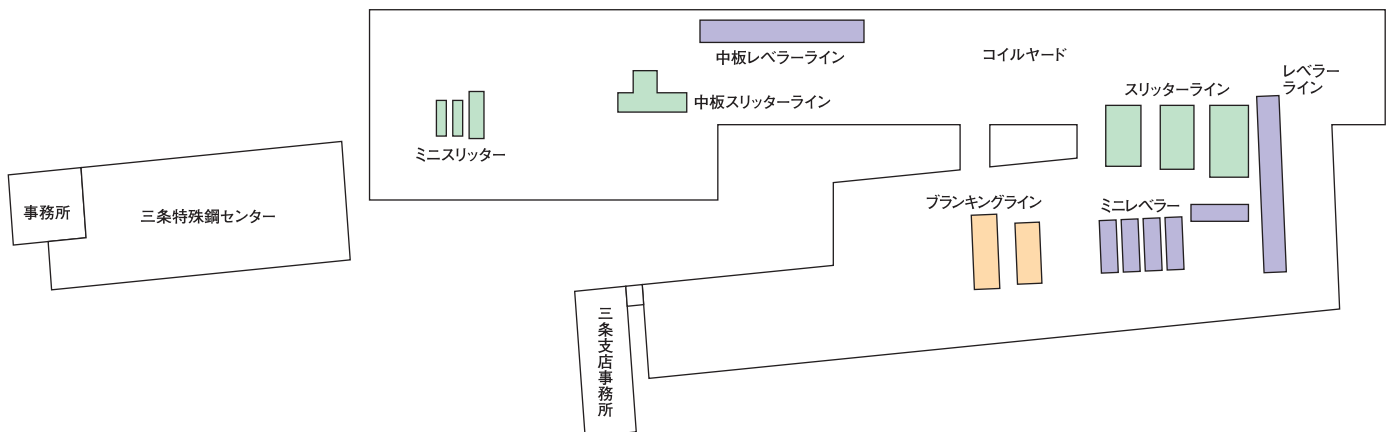 中板レベラーライン
コイルヤード
レベラー
ライン
スリッターライン
中板スリッターライン
ミニスリッター
事務所
三条特殊鋼センター
ブランキングライン
ミニレベラー
三条支店事務所